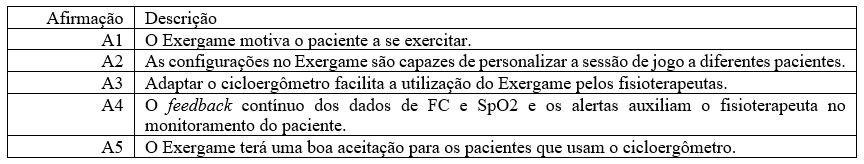 Afirmação Descrição
A1 O Exergame motiva o paciente a se exercitar.
A2 As configurações no Exergame são capazes de personalizar a sessão de jogo a diferentes pacientes.
A3 Adaptar o cicloergômetro facilita a utilização do Exergame pelos fisioterapeutas.
A4 O feedback contínuo dos dados de FC e SpO2 e os alertas auxiliam o fisioterapeuta no
monitoramento do paciente.
A5 O Exergame terá uma boa aceitação para os pacientes que usam o cicloergômetro.